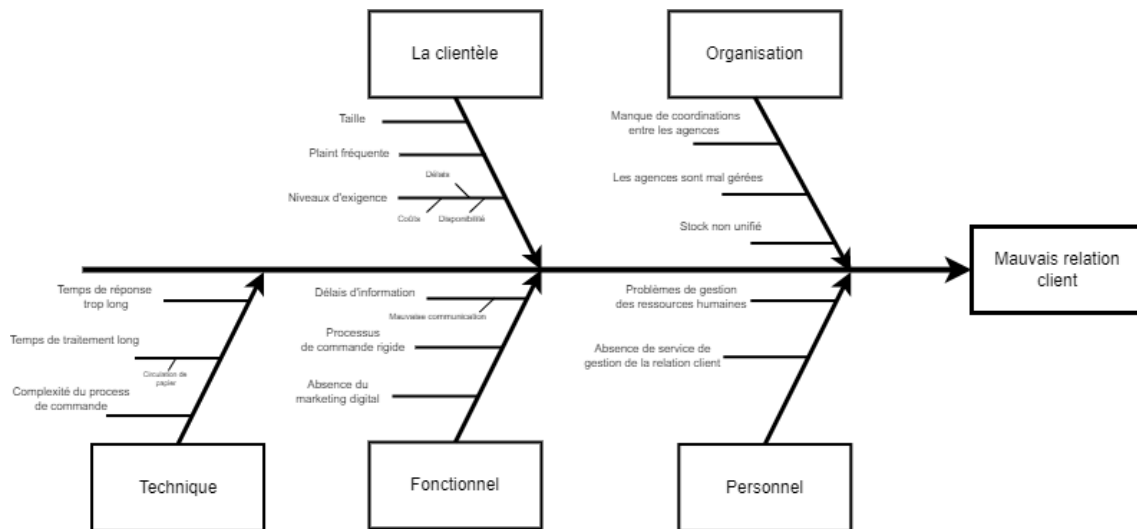 La clientèle
Organisation
Taille
Plaint fréquente
Niveaux d'exigence
Délais
Coûts
Disponibilité
Manque de coordinations
entre les agences
Les agences sont mal gérées
Stock non unifié
Mauvais relation
client
Temps de réponse
trop long
Temps de traitement long
Circulation de
papier
Complexité du process
de commande
Délais d'information
Mauvaise communication
Processus
de commande rigide
Absence du
marketing digital
Problèmes de gestion
des ressources humaines
Absence de service de
gestion de la relation client
Technique
Fonctionnel
Personnel